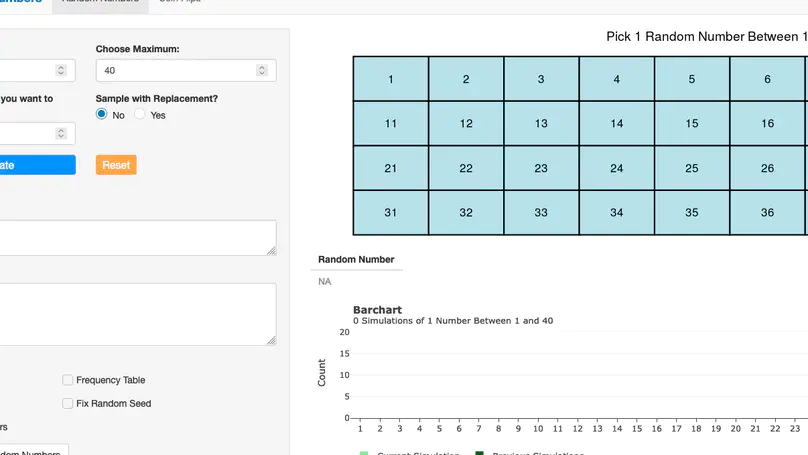 Random Numbers
Choose Maximum:
40
you want to
Sample with Replacement?
No Yes
Reset
Frequency Table
Fix Random Seed
Pick 1 Random Number Between 1
1 2 3 4 5 6
11 12 13 14 15 16
21 22 23 24 25 26
31 32 33 34 35 36
Random Number
NA
Barchart
0 Simulations of 1 Number Between 1 and 40
Count
20
15
10
5
0
1 2 3 4 5 6 7 8 9 10 11 12 13 14 15 16 17 18 19 20 21 22 23
Current Simulation Previous Simulations